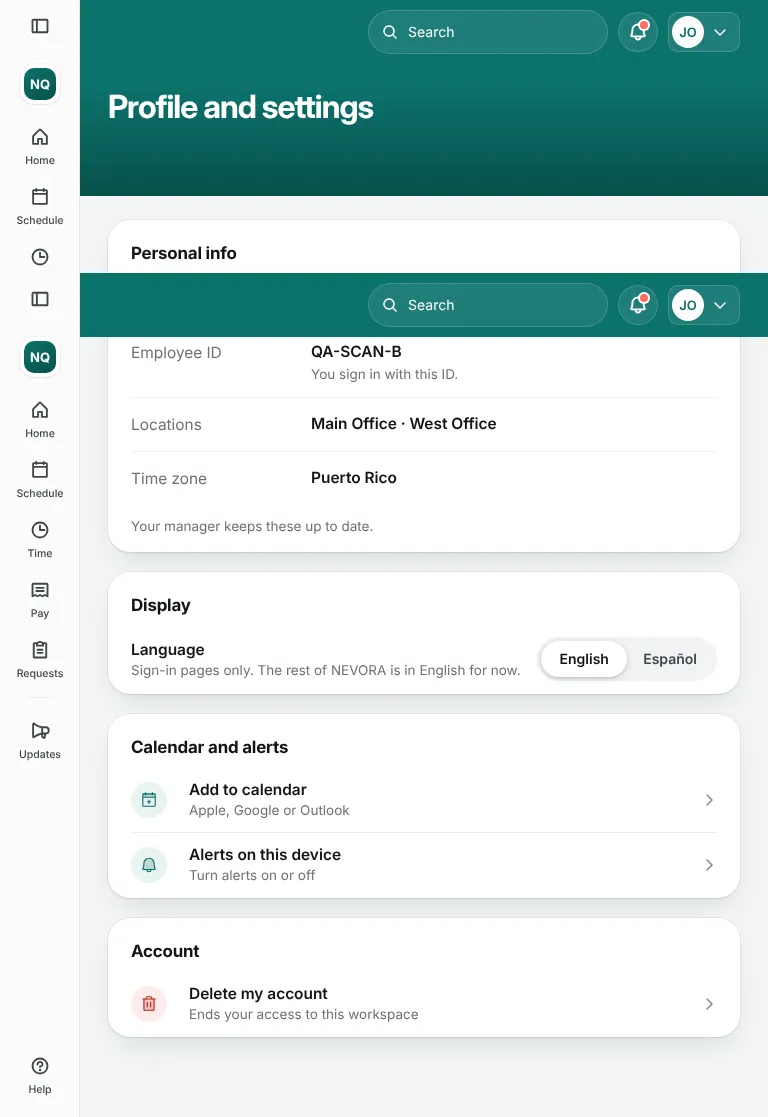 Search
JO
NQ
Profile and settings
Home
Schedule
Personal info
Search
JO
NQ
Employee ID
QA-SCAN-B
You sign in with this ID.
Locations
Main Office · West Office
Home
Time zone
Puerto Rico
Schedule
Your manager keeps these up to date.
Time
Display
Pay
Language
Sign-in pages only. The rest of NEVORA is in English for now.
English
Español
Requests
Calendar and alerts
Updates
Add to calendar
Apple, Google or Outlook
Alerts on this device
Turn alerts on or off
Account
Delete my account
Ends your access to this workspace
Help